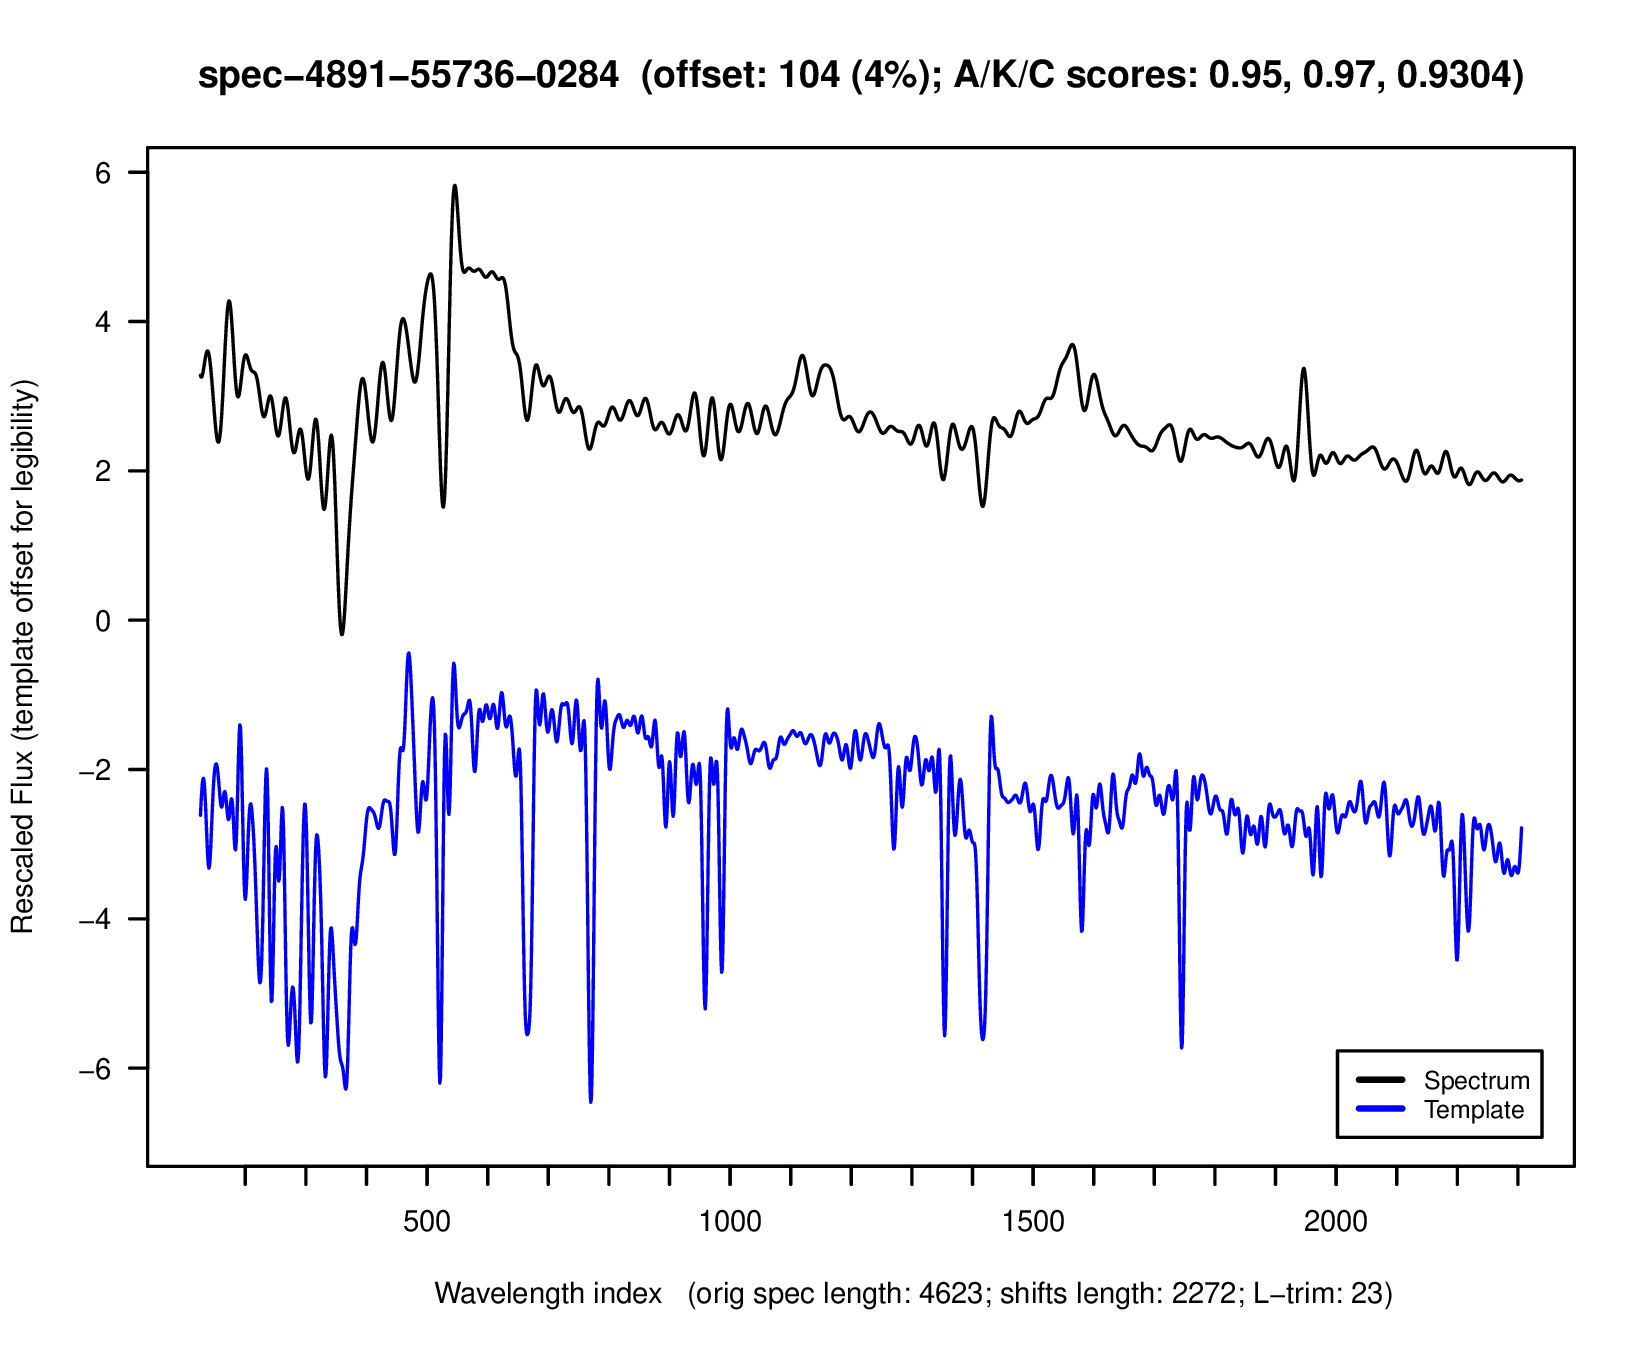 spec−4891−55736−0284 (offset: 104 (4%); A/K/C scores: 0.95, 0.97, 0.9304)
Rescaled Flux (template offset for legibility)
6
4
2
0
−2
−4
−6
Spectrum
Template
500 1000 1500 2000
Wavelength index (orig spec length: 4623; shifts length: 2272; L−trim: 23)